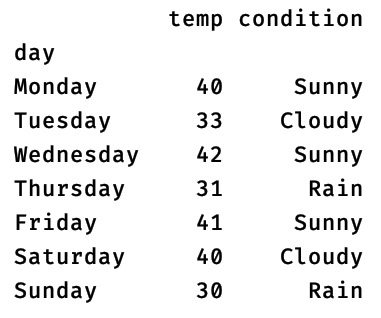 temp condition
day
Monday 40 Sunny
Tuesday 33 Cloudy
Wednesday 42 Sunny
Thursday 31 Rain
Friday 41 Sunny
Saturday 40 Cloudy
Sunday 30 Rain